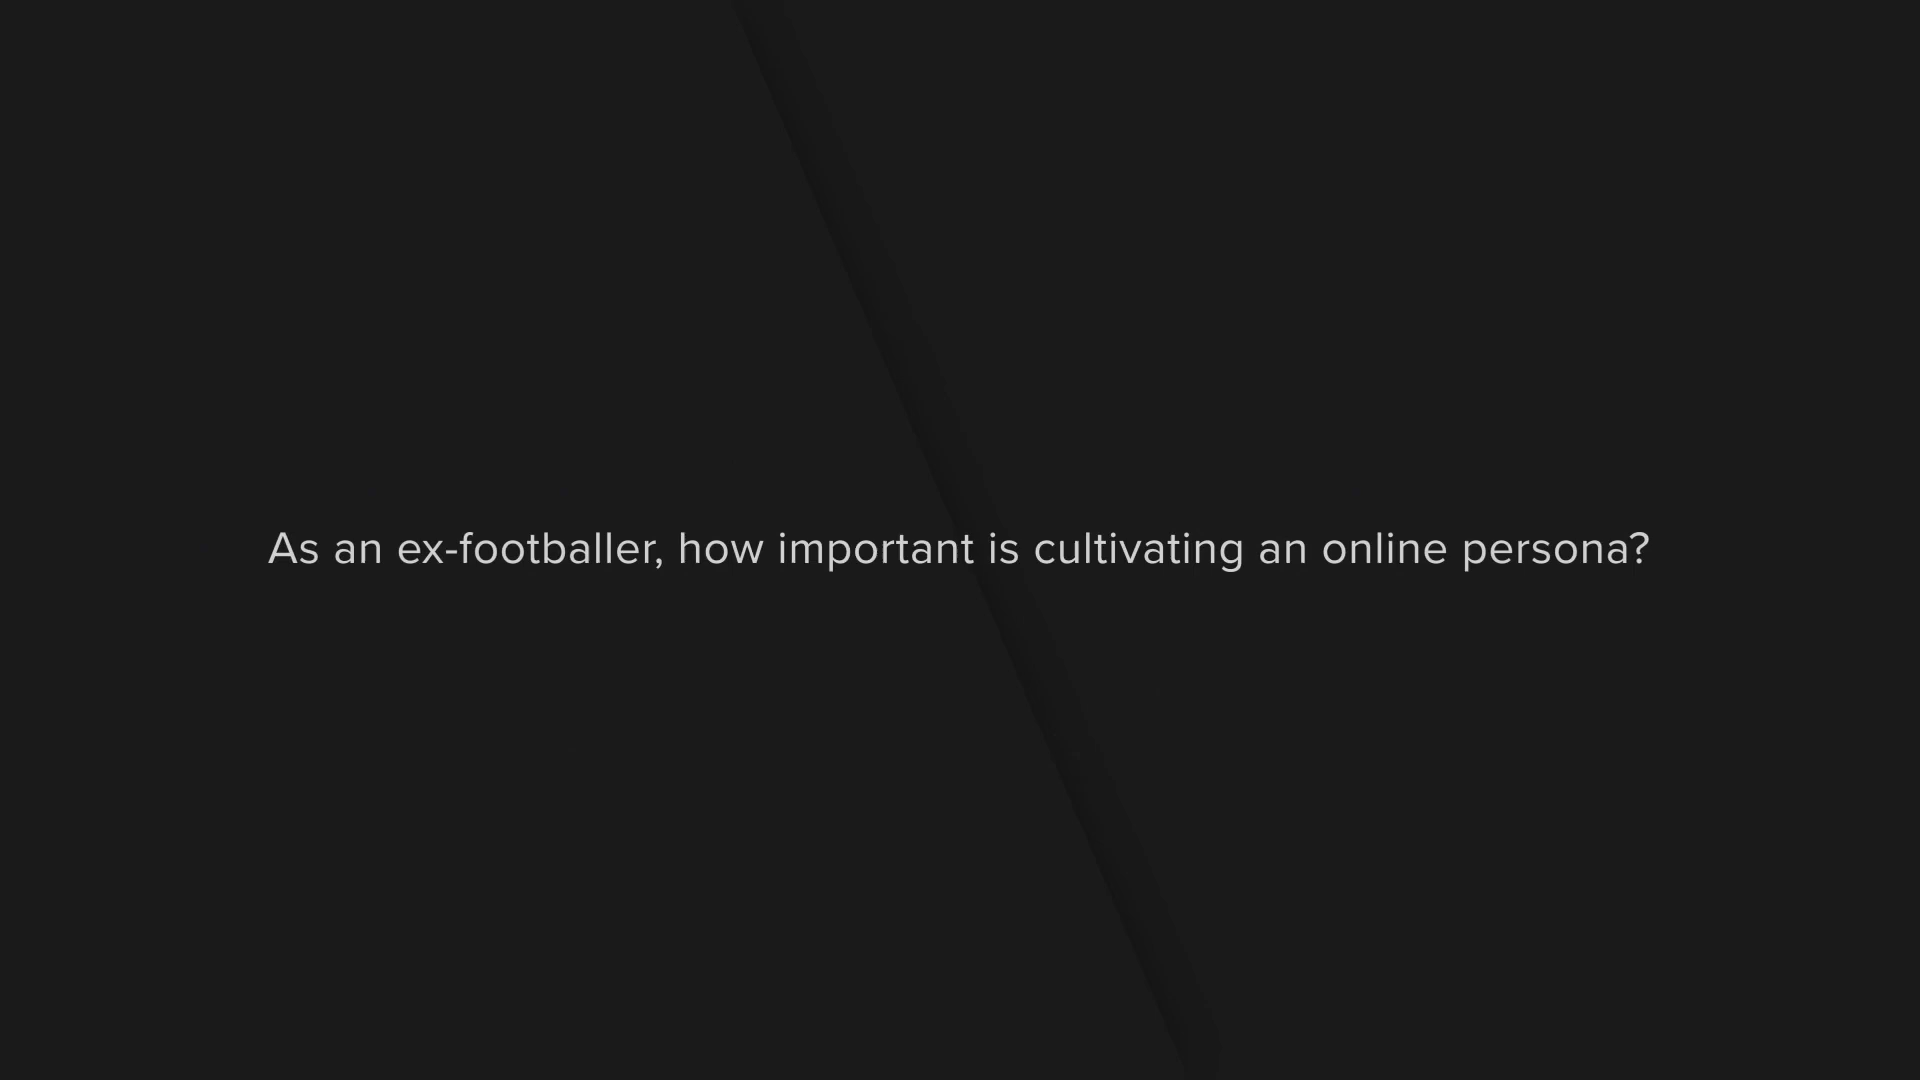 As an ex-footballer, how important is cultivating an online persona?